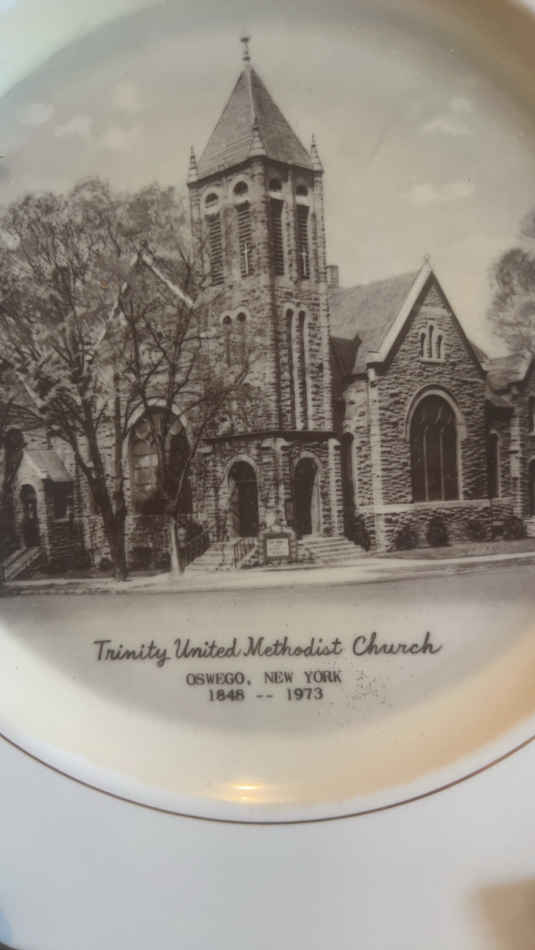 Trinity United Methodist Church
OSWEGO, NEW YORK
1848 -- 1973